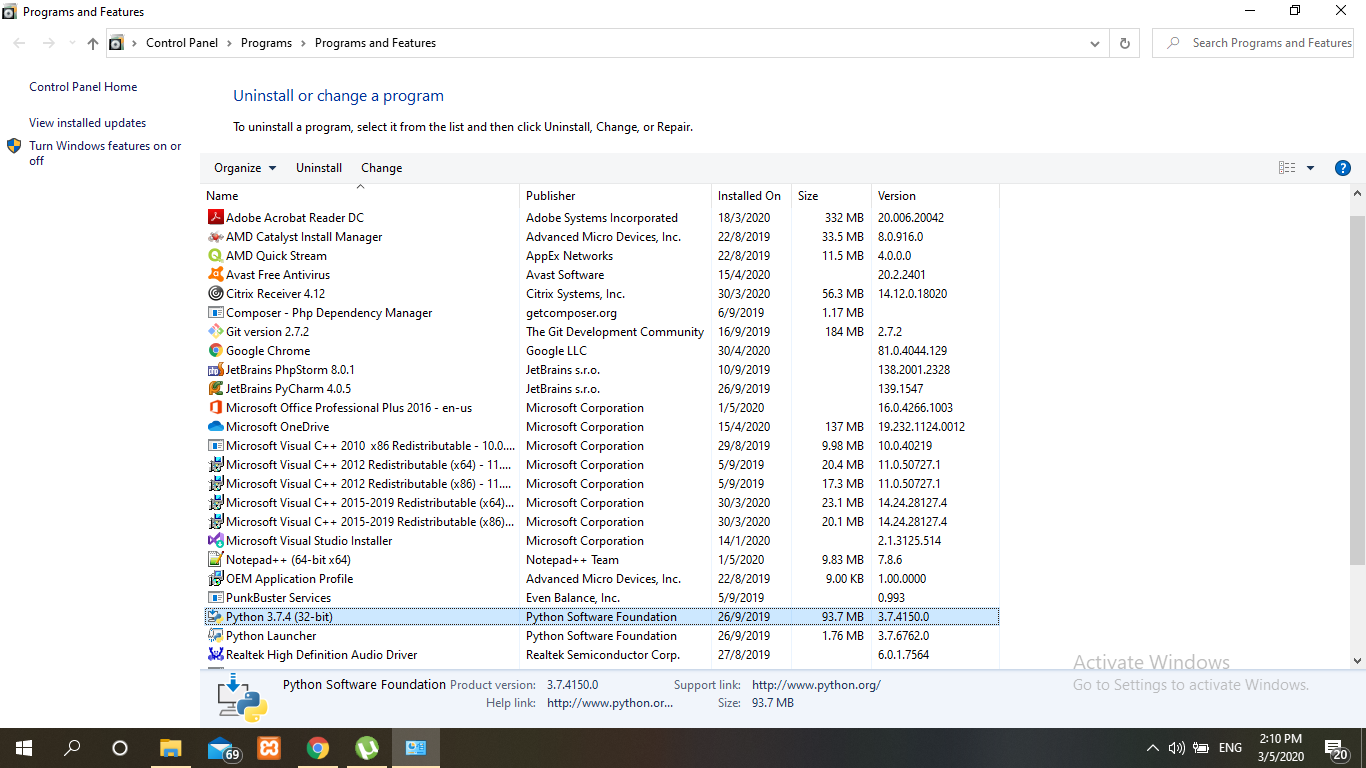 Programs and Features
Control Panel > Programs > Programs and Features
Search Programs and Features
Control Panel Home
View installed updates
Turn Windows features on or
off
Uninstall or change a program
To uninstall a program, select it from the list and then click Uninstall, Change, or Repair.
Organize Uninstall Change
Name Publisher Installed On Size Version
Adobe Acrobat Reader DC Adobe Systems Incorporated 18/3/2020 332 MB 20.006.20042
AMD Catalyst Install Manager Advanced Micro Devices, Inc. 22/8/2019 33.5 MB 8.0.916.0
AMD Quick Stream AppEx Networks 22/8/2019 11.5 MB 4.0.0.0
Avast Free Antivirus Avast Software 15/4/2020 20.2.2401
Citrix Receiver 4.12 Citrix Systems, Inc. 30/3/2020 56.3 MB 14.12.0.18020
Composer - Php Dependency Manager getcomposer.org 6/9/2019 1.17 MB
Git version 2.7.2 The Git Development Community 16/9/2019 184 MB 2.7.2
Google Chrome Google LLC 30/4/2020 81.0.4044.129
JetBrains PhpStorm 8.0.1 JetBrains s.r.o. 10/9/2019 138.2001.2328
JetBrains PyCharm 4.0.5 JetBrains s.r.o. 26/9/2019 139.1547
Microsoft Office Professional Plus 2016 - en-us Microsoft Corporation 1/5/2020 16.0.4266.1003
Microsoft OneDrive Microsoft Corporation 15/4/2020 137 MB 19.232.1124.0012
Microsoft Visual C++ 2010 x86 Redistributable - 10.0.... Microsoft Corporation 29/8/2019 9.98 MB 10.0.40219
Microsoft Visual C++ 2012 Redistributable (x64) - 11.... Microsoft Corporation 5/9/2019 20.4 MB 11.0.50727.1
Microsoft Visual C++ 2012 Redistributable (x86) - 11.... Microsoft Corporation 5/9/2019 17.3 MB 11.0.50727.1
Microsoft Visual C++ 2015-2019 Redistributable (x64)... Microsoft Corporation 30/3/2020 23.1 MB 14.24.28127.4
Microsoft Visual C++ 2015-2019 Redistributable (x86)... Microsoft Corporation 30/3/2020 20.1 MB 14.24.28127.4
Microsoft Visual Studio Installer Microsoft Corporation 14/1/2020 2.1.3125.514
Notepad++ (64-bit x64) Notepad++ Team 1/5/2020 9.83 MB 7.8.6
OEM Application Profile Advanced Micro Devices, Inc. 22/8/2019 9.00 KB 1.00.0000
PunkBuster Services Even Balance, Inc. 5/9/2019 0.993
Python 3.7.4 (32-bit) Python Software Foundation 26/9/2019 93.7 MB 3.7.4150.0
Python Launcher Python Software Foundation 26/9/2019 1.76 MB 3.7.6762.0
Realtek High Definition Audio Driver Realtek Semiconductor Corp. 27/8/2019 6.0.1.7564
Activate Windows
Go to Settings to activate Windows.
Python Software Foundation Product version: 3.7.4150.0 Support link: http://www.python.org/
Help link: http://www.python.or... Size: 93.7 MB
69
ENG
2:10 PM
3/5/2020
20